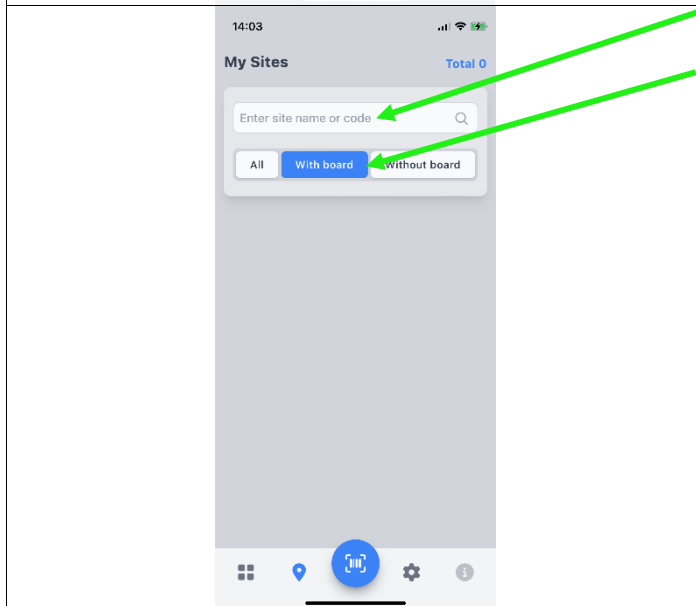 14:03
My Sites
Total 0
Enter site name or code
All
With board
Without board